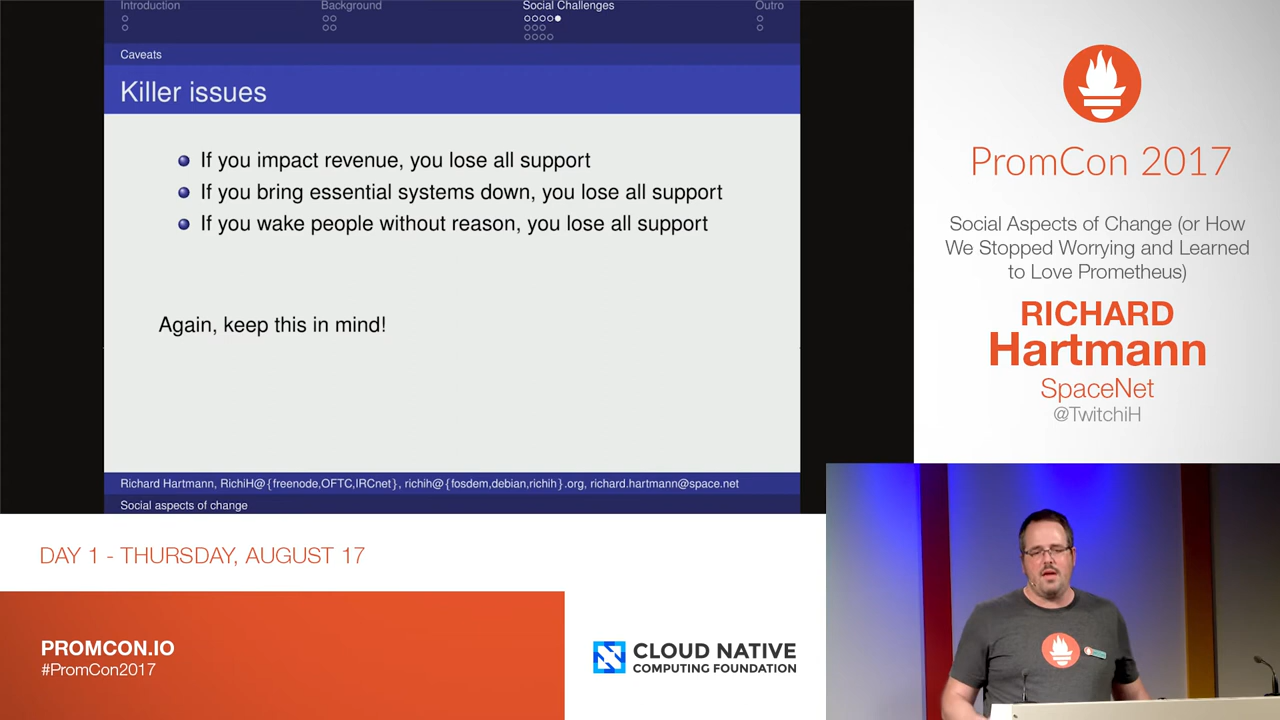 Introduction
Background
Social Challenges
Outro
Caveats
Killer issues
If you impact revenue, you lose all support
If you bring essential systems down, you lose all support
If you wake people without reason, you lose all support
Again, keep this in mind!
Richard Hartmann, RichiH@{freenode,OFTC,IRCnet}, richih@{fosdem,debian,richih}.org, richard.hartmann@space.net
Social aspects of change
PromCon 2017
Social Aspects of Change (or How
We Stopped Worrying and Learned
to Love Prometheus)
RICHARD
Hartmann
SpaceNet
@TwitchiH
DAY 1 - THURSDAY, AUGUST 17
PROMCON.IO
#PromCon2017
CLOUD NATIVE
COMPUTING FOUNDATION